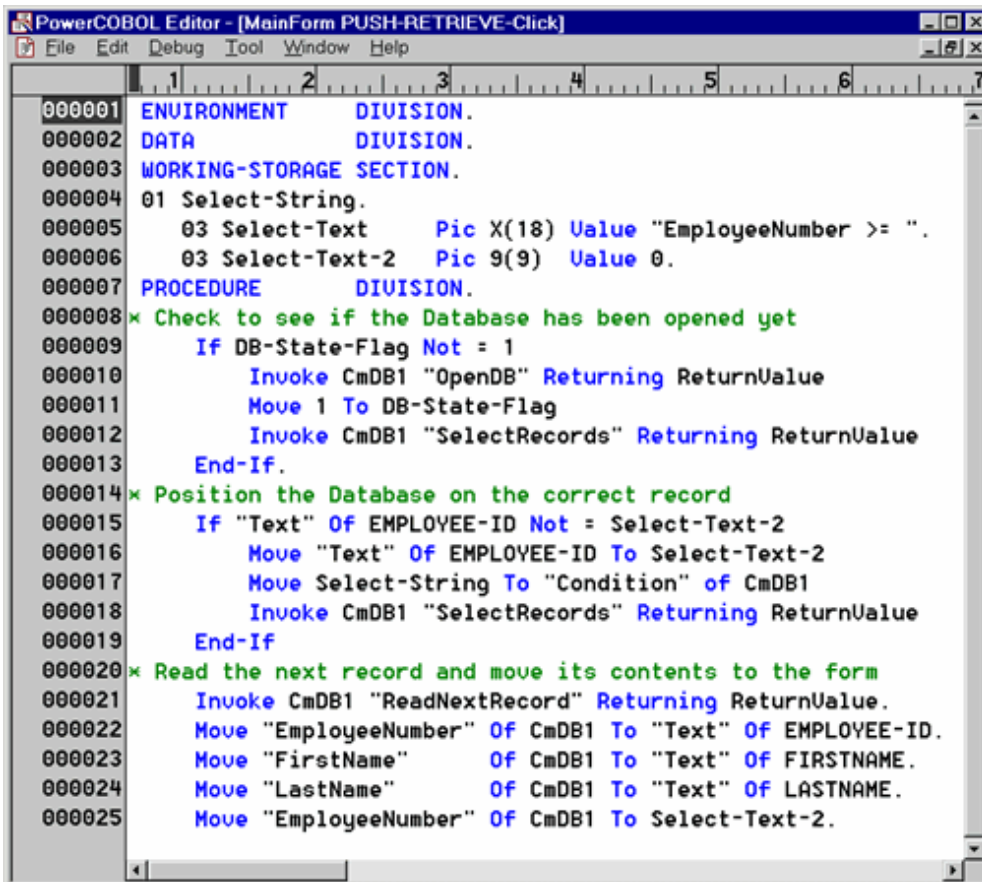 PowerCOBOL Editor - [MainForm PUSH-RETRIEVE-Click]
File Edit Debug Tool Window Help
1 2 3 4 5 6 7
000001 ENVIRONMENT DIVISION.
000002 DATA DIVISION.
000003 WORKING-STORAGE SECTION.
000004 01 Select-String.
000005 03 Select-Text Pic X(18) Value "EmployeeNumber >= ".
000006 03 Select-Text-2 Pic 9(9) Value 0.
000007 PROCEDURE DIVISION.
000008* Check to see if the Database has been opened yet
000009 If DB-State-Flag Not = 1
000010 Invoke CmDB1 "OpenDB" Returning ReturnValue
000011 Move 1 To DB-State-Flag
000012 Invoke CmDB1 "SelectRecords" Returning ReturnValue
000013 End-If.
000014* Position the Database on the correct record
000015 If "Text" Of EMPLOYEE-ID Not = Select-Text-2
000016 Move "Text" Of EMPLOYEE-ID To Select-Text-2
000017 Move Select-String To "Condition" of CmDB1
000018 Invoke CmDB1 "SelectRecords" Returning ReturnValue
000019 End-If
000020* Read the next record and move its contents to the form
000021 Invoke CmDB1 "ReadNextRecord" Returning ReturnValue.
000022 Move "EmployeeNumber" Of CmDB1 To "Text" Of EMPLOYEE-ID.
000023 Move "FirstName" Of CmDB1 To "Text" Of FIRSTNAME.
000024 Move "LastName" Of CmDB1 To "Text" Of LASTNAME.
000025 Move "EmployeeNumber" Of CmDB1 To Select-Text-2.